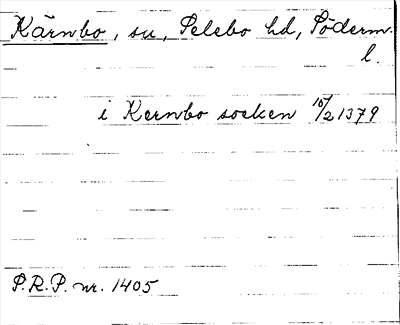 Kärnbo, sn, Selebo hd, Söderm.
l.
i Kernbo socken 10/2 1379
P.R.P. nr. 1405